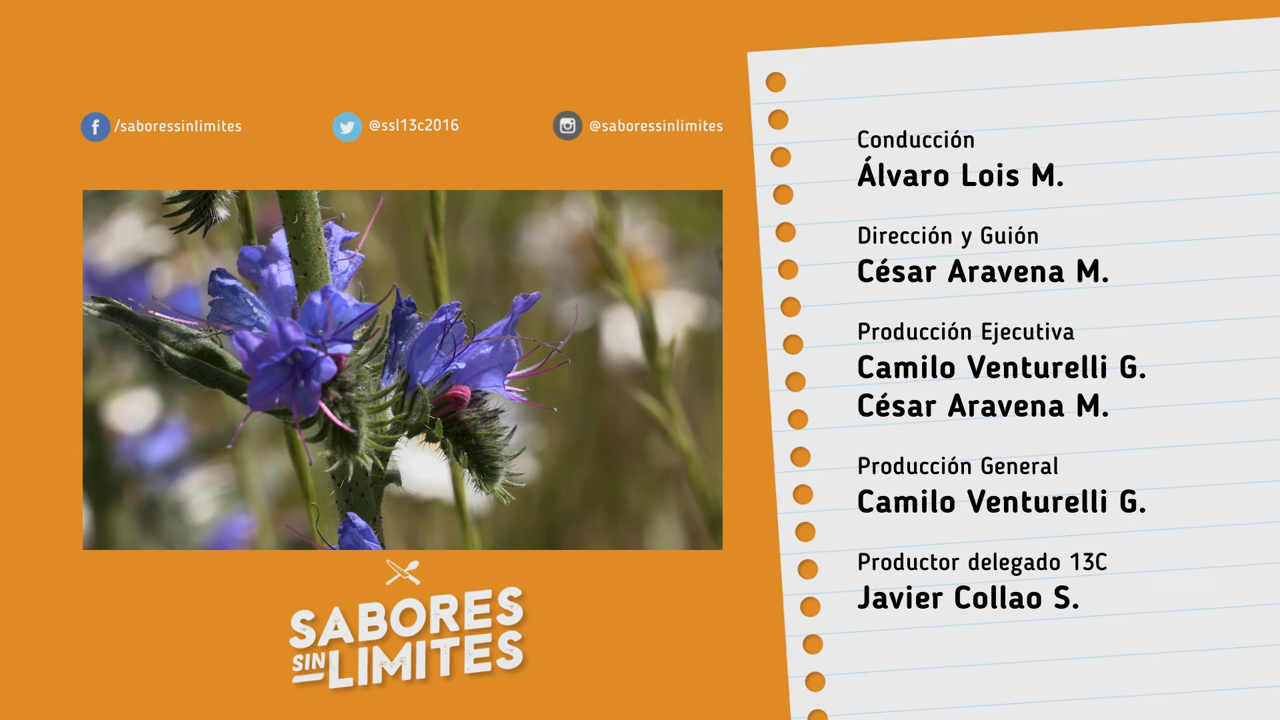 /saboressinlimites
@ssl13c2016
@saboressinlimites
SABORES
SIN LIMITES
Conducción
Álvaro Lois M.
Dirección y Guión
César Aravena M.
Producción Ejecutiva
Camilo Venturelli G.
César Aravena M.
Producción General
Camilo Venturelli G.
Productor delegado 13C
Javier Collao S.